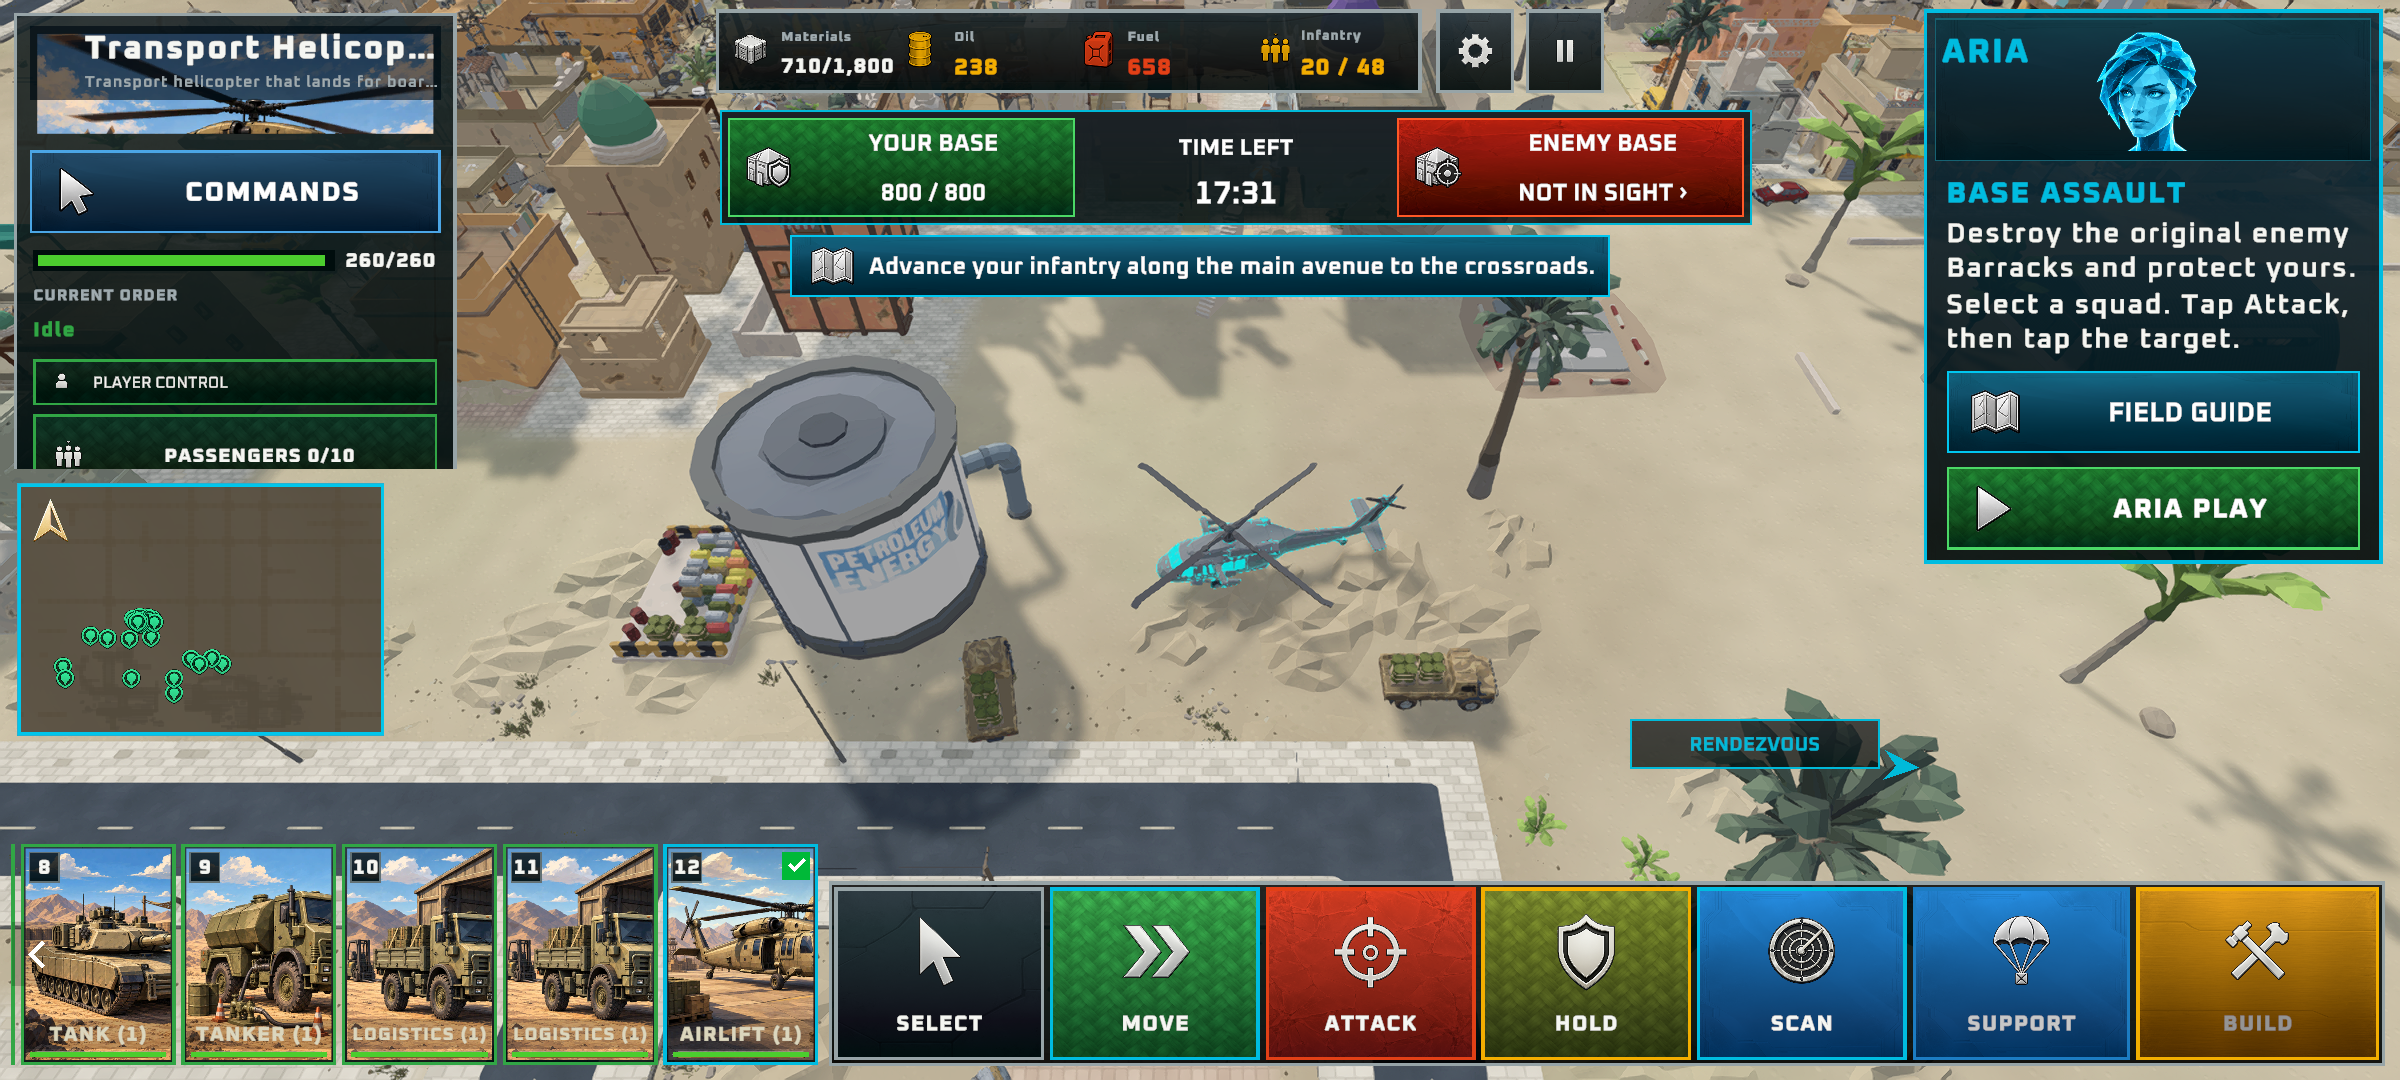 Transport Helicop...
Transport helicopter that lands for boar...
COMMANDS
260/260
CURRENT ORDER
Idle
PLAYER CONTROL
PASSENGERS 0/10
Materials
710/1,800
Oil
238
Fuel
658
Infantry
20 / 48
YOUR BASE
800 / 800
TIME LEFT
17:31
ENEMY BASE
NOT IN SIGHT ›
Advance your infantry along the main avenue to the crossroads.
ARIA
BASE ASSAULT
Destroy the original enemy
Barracks and protect yours.
Select a squad. Tap Attack,
then tap the target.
FIELD GUIDE
ARIA PLAY
PETROLEUM
ENERGY
RENDEZVOUS
8
TANK (1)
9
TANKER (1)
10
LOGISTICS (1)
11
LOGISTICS (1)
12
AIRLIFT (1)
SELECT
MOVE
ATTACK
HOLD
SCAN
SUPPORT
BUILD